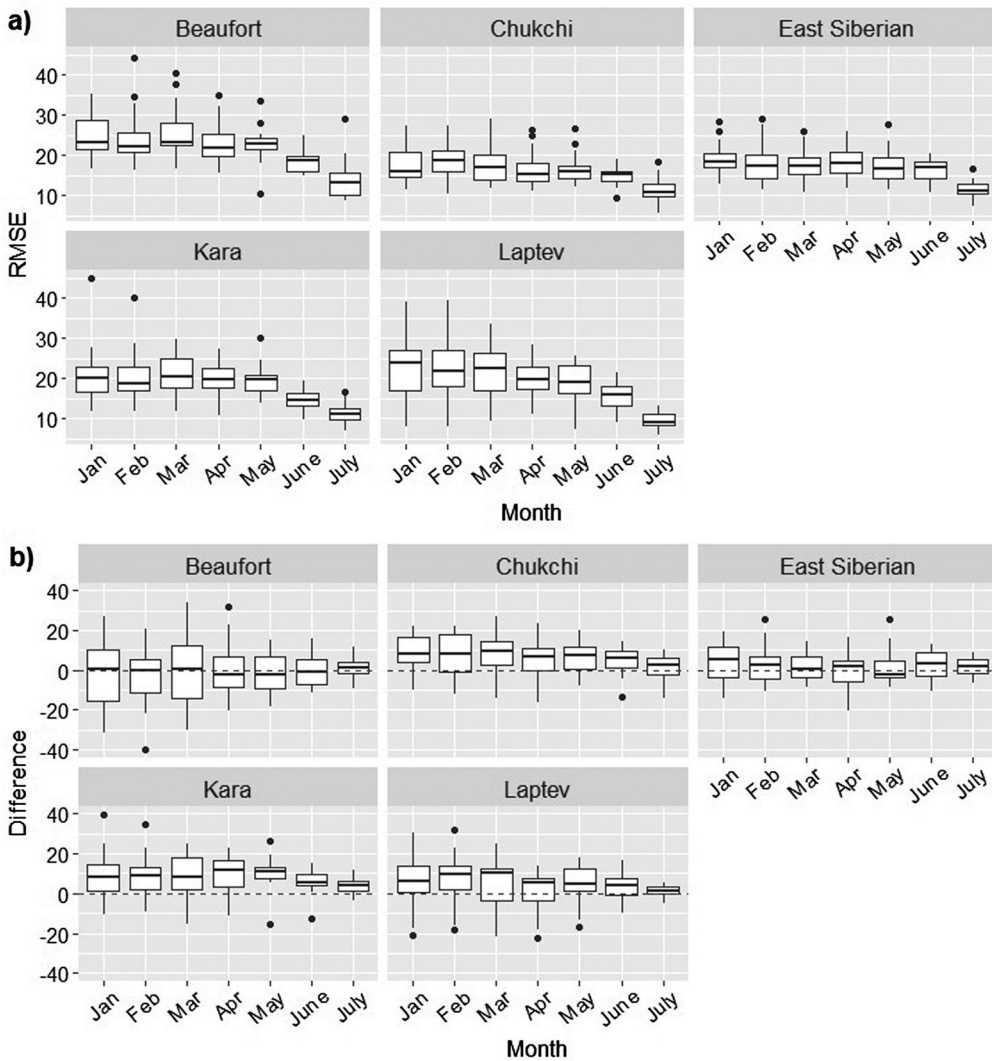 a)
Beaufort Chukchi East Siberian
40
30
20
10
Jan Feb Mar Apr May June July
Kara Laptev
RMSE
40
30
20
10
Jan Feb Mar Apr May June July Jan Feb Mar Apr May June July
Month
b)
Beaufort Chukchi East Siberian
40
20
0
-20
-40
Jan Feb Mar Apr May June July
Kara Laptev
Difference
40
20
0
-20
-40
Jan Feb Mar Apr May June July Jan Feb Mar Apr May June July
Month